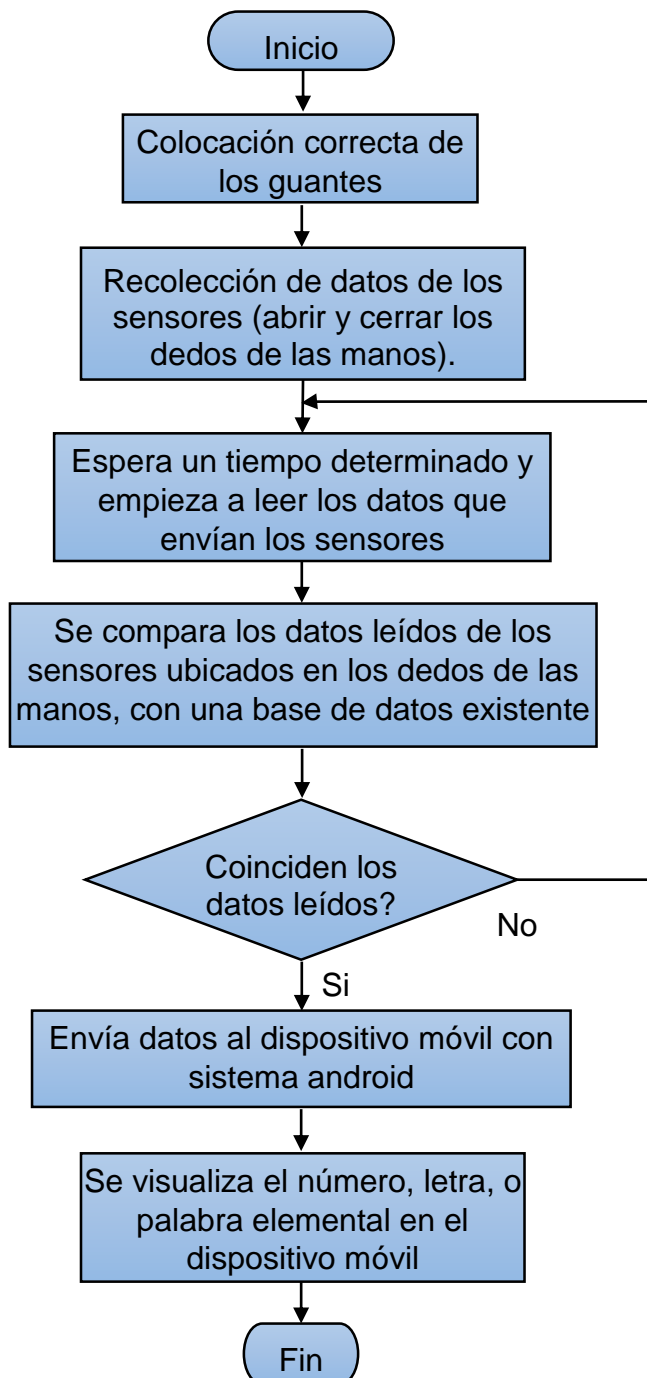 Inicio
Colocación correcta de
los guantes
Recolección de datos de los
sensores (abrir y cerrar los
dedos de las manos).
Espera un tiempo determinado y
empieza a leer los datos que
envían los sensores
Se compara los datos leídos de los
sensores ubicados en los dedos de las
manos, con una base de datos existente
Coinciden los
datos leídos?
No
Si
Envía datos al dispositivo móvil con
sistema android
Se visualiza el número, letra, o
palabra elemental en el
dispositivo móvil
Fin